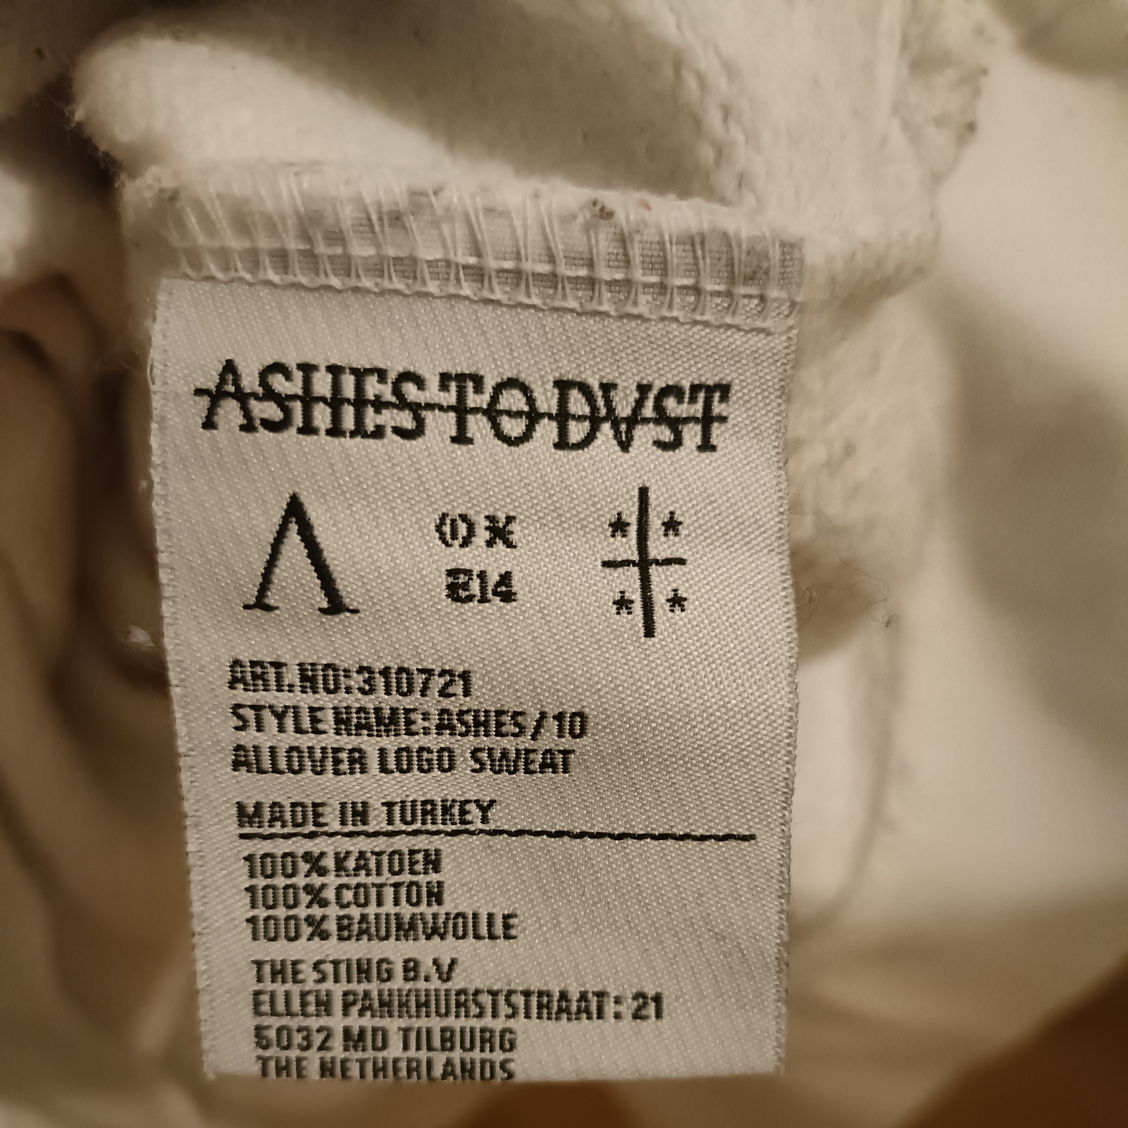 ASHES TO DVST
Λ
ART.NO:310721
STYLE NAME:ASHES/10
ALLOVER LOGO SWEAT
MADE IN TURKEY
100%KATOEN
100%COTTON
100%BAUMWOLLE
THE STING B.V
ELLEN PANKHURSTSTRAAT: 21
5032 MD TILBURG
THE NETHERLANDS